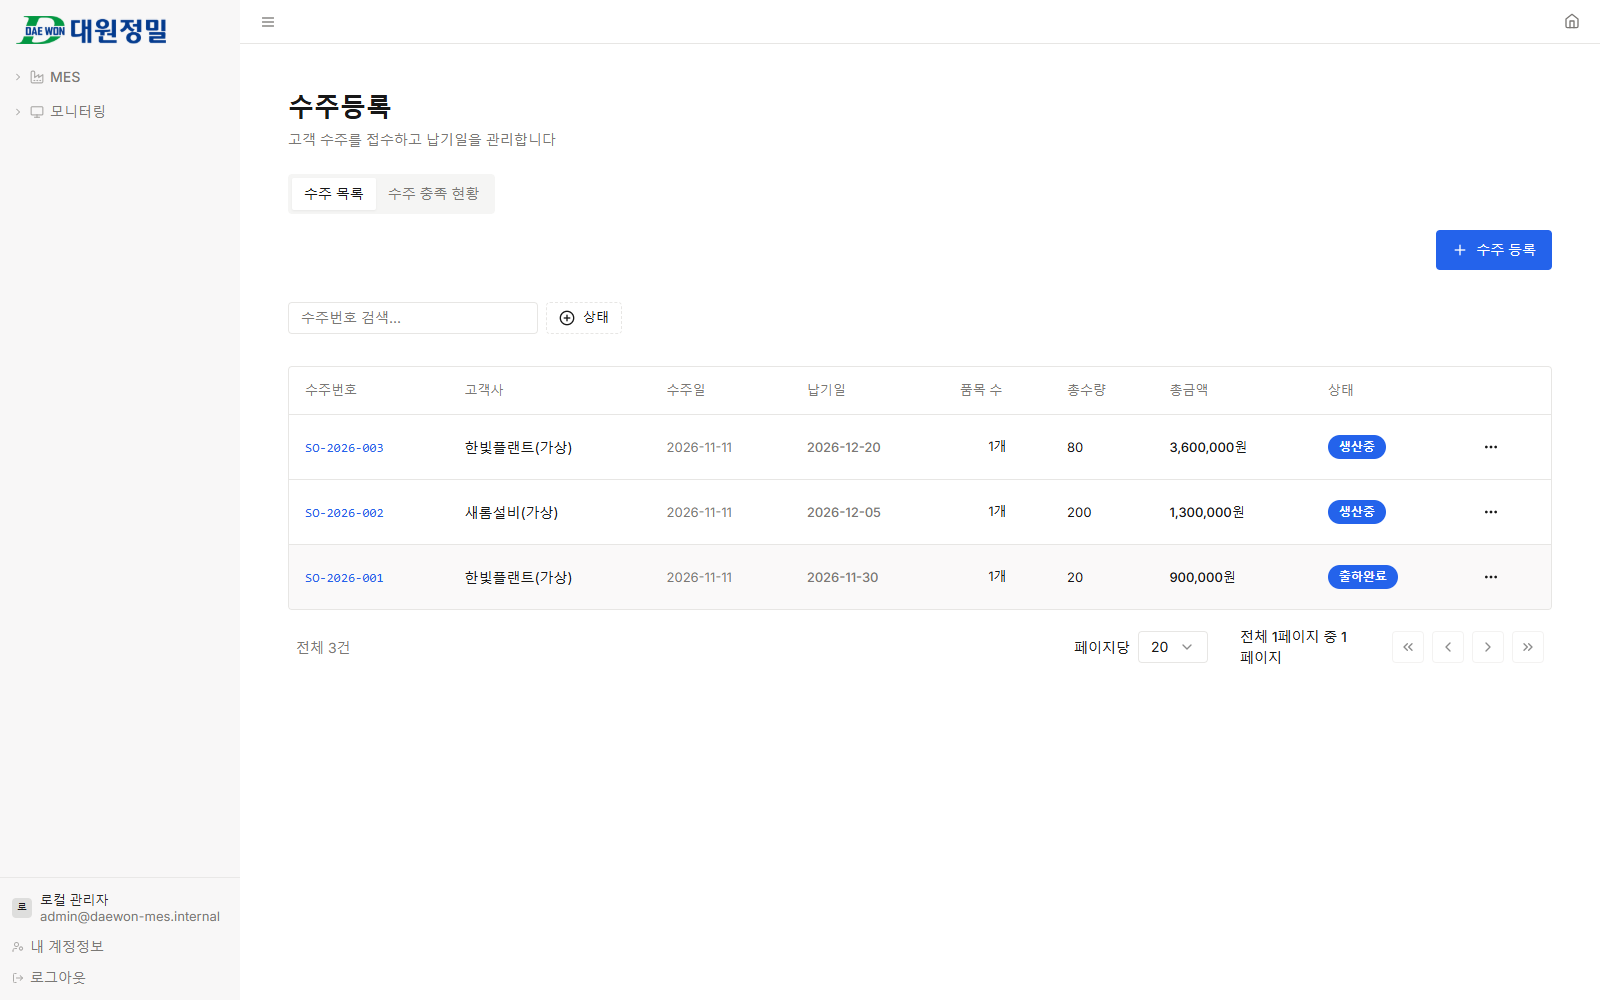 DAE WON 대원정밀
MES
모니터링
수주등록
고객 수주를 접수하고 납기일을 관리합니다
수주 목록 수주 충족 현황
수주 등록
수주번호 검색... 상태
수주번호 고객사 수주일 납기일 품목 수 총수량 총금액 상태
SO-2026-003 한빛플랜트(가상) 2026-11-11 2026-12-20 1개 80 3,600,000원 생산중
SO-2026-002 새롬설비(가상) 2026-11-11 2026-12-05 1개 200 1,300,000원 생산중
SO-2026-001 한빛플랜트(가상) 2026-11-11 2026-11-30 1개 20 900,000원 출하완료
전체 3건 페이지당 20 전체 1페이지 중 1
페이지
로 로컬 관리자
admin@daewon-mes.internal
내 계정정보
로그아웃